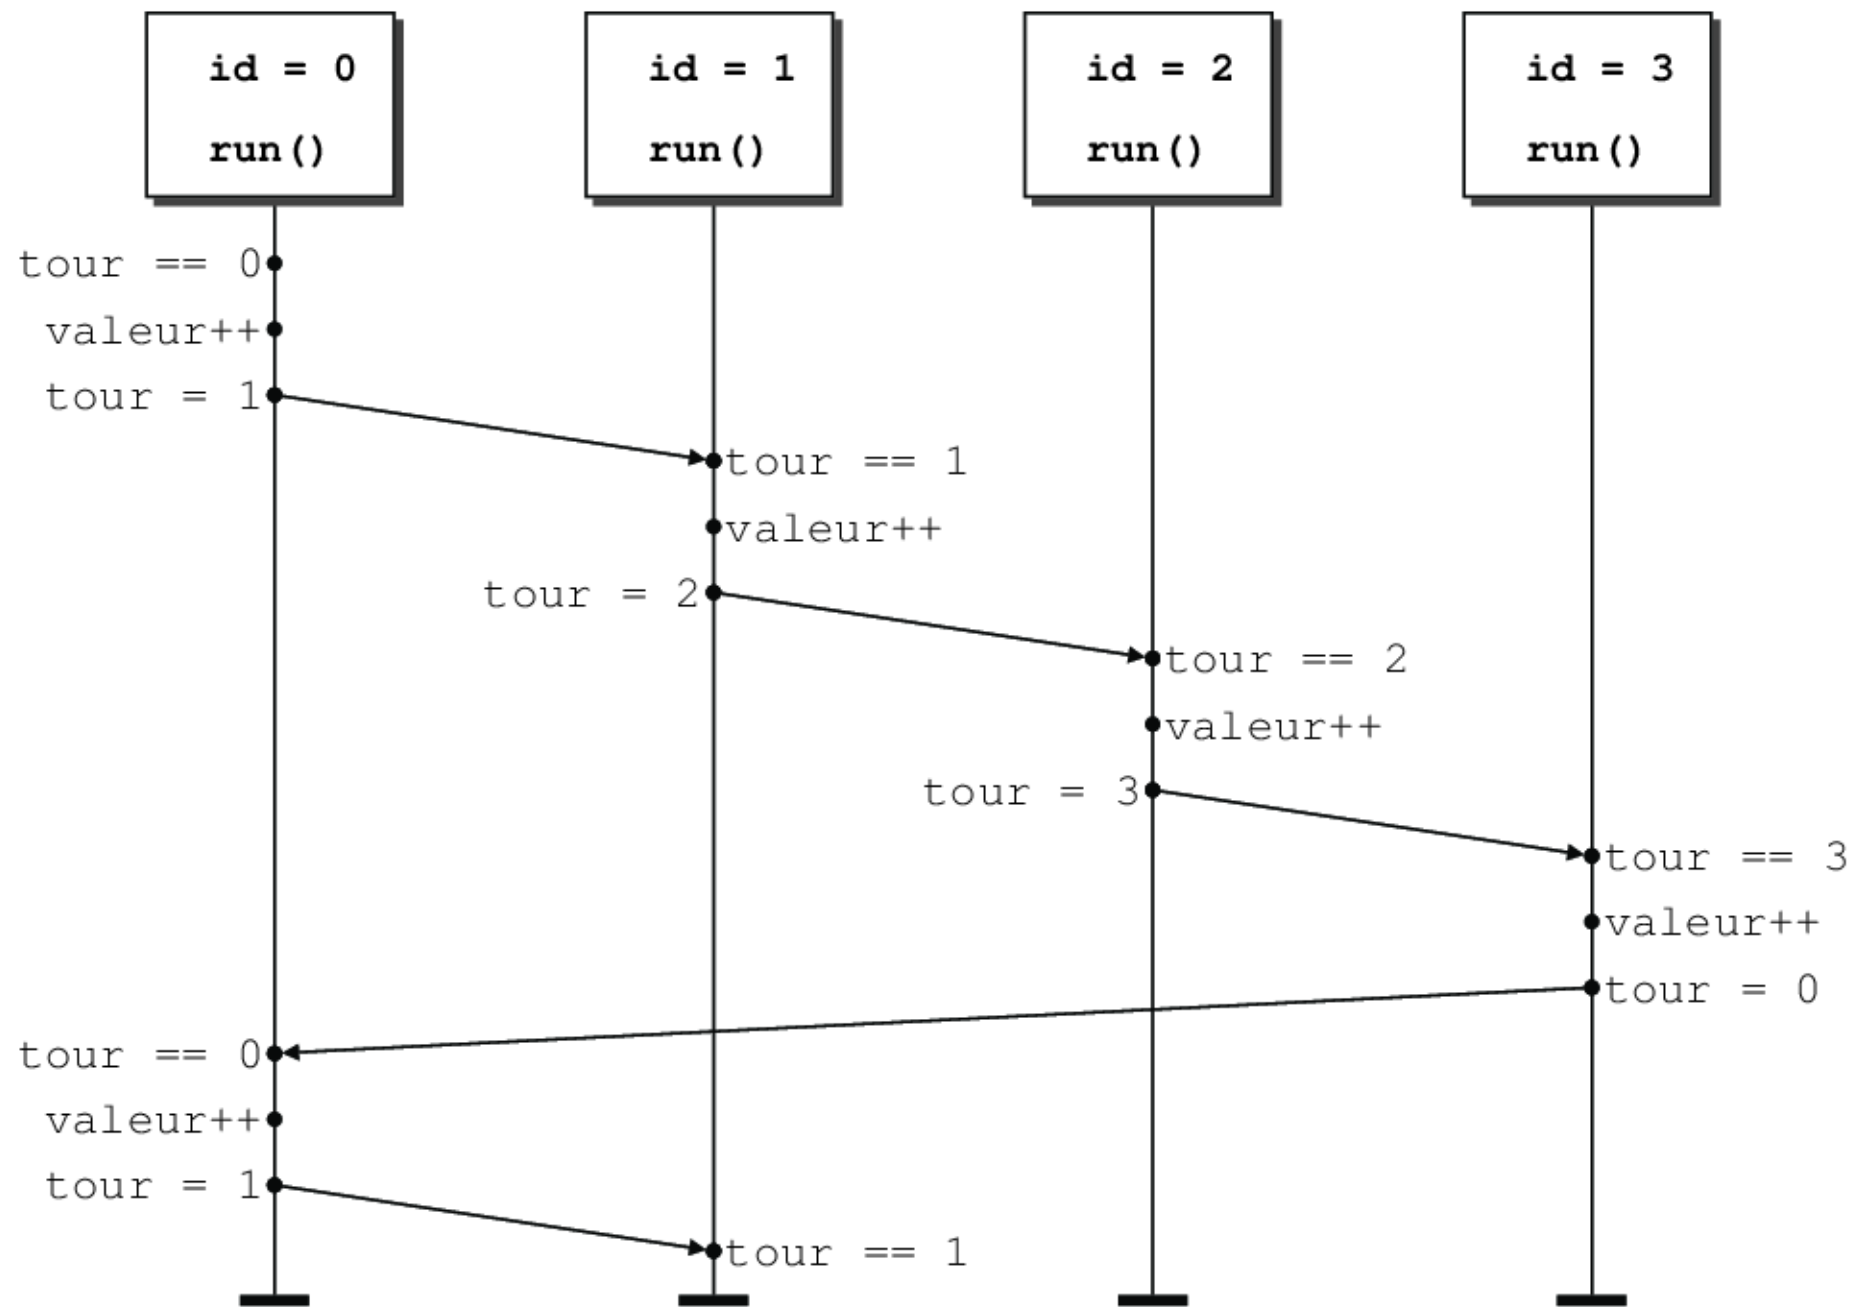 id = 0
run()
id = 1
run()
id = 2
run()
id = 3
run()
tour == 0
valeur++
tour = 1
tour == 1
valeur++
tour = 2
tour == 2
valeur++
tour = 3
tour == 3
valeur++
tour = 0
tour == 0
valeur++
tour = 1
tour == 1